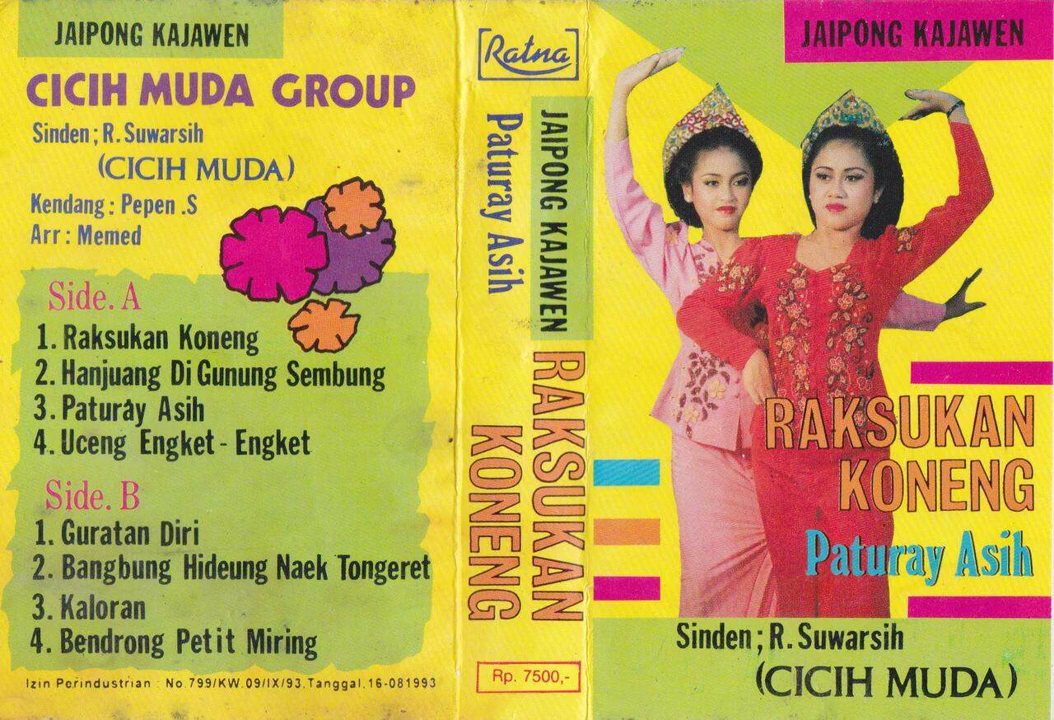 JAIPONG KAJAWEN
CICIH MUDA GROUP
Sinden ; R. Suwarsih
(CICIH MUDA)
Kendang : Pepen .S
Arr : Memed
Side. A
1. Raksukan Koneng
2. Hanjuang Di Gunung Sembung
3. Paturay Asih
4. Uceng Engket - Engket
Side. B
1. Guratan Diri
2. Bangbung Hideung Naek Tongeret
3. Kaloran
4. Bendrong Petit Miring
Izin Perindustrian : No.799/KW.09/IX/93.Tanggal.16-081993
Ratna
JAIPONG KAJAWEN
Paturay Asih
RAKSUKAN
KONENG
Rp. 7500,-
JAIPONG KAJAWEN
RAKSUKAN
KONENG
Paturay Asih
Sinden ; R. Suwarsih
(CICIH MUDA)